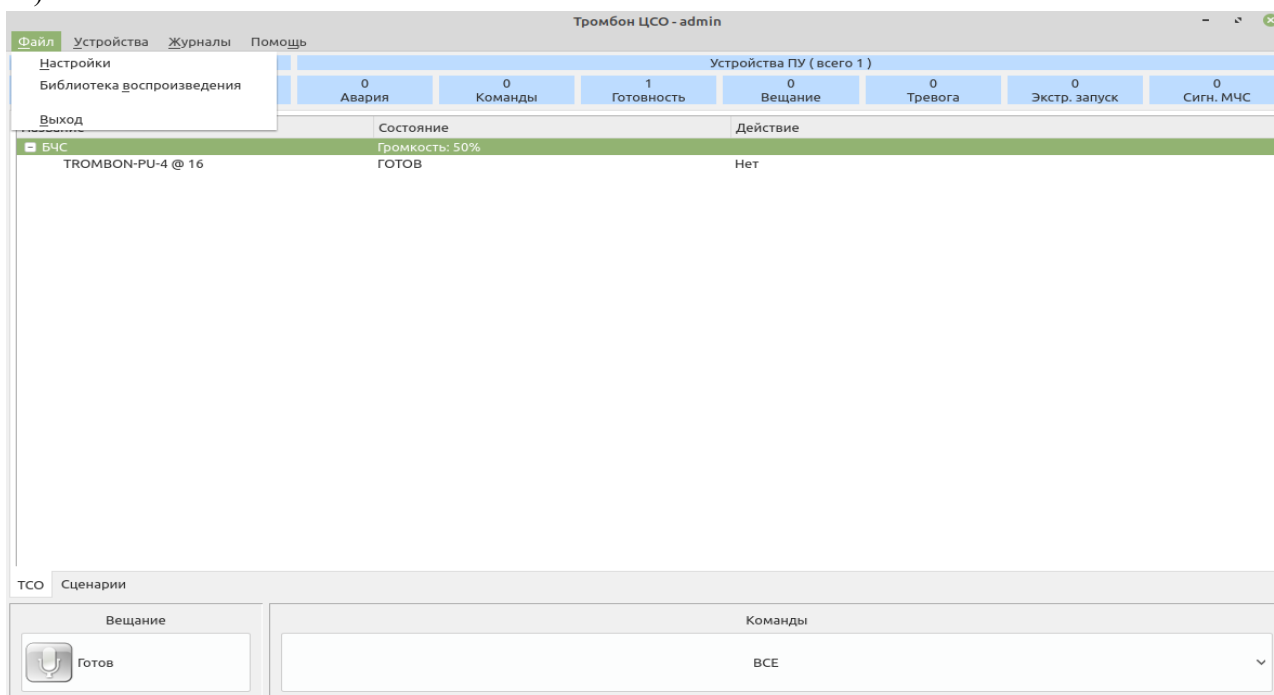 Тромбон ЦСО - admin
Файл Устройства Журналы Помощь
Настройки
Библиотека воспроизведения
Выход
Устройства ПУ ( всего 1 )
0 0 1 0 0 0 0
Авария Команды Готовность Вещание Тревога Экстр. запуск Сигн. МЧС
Состояние Действие
БЧС Громкость: 50%
TROMBON-PU-4 @ 16 ГОТОВ Нет
ТСО Сценарии
Вещание Команды
Готов ВСЕ